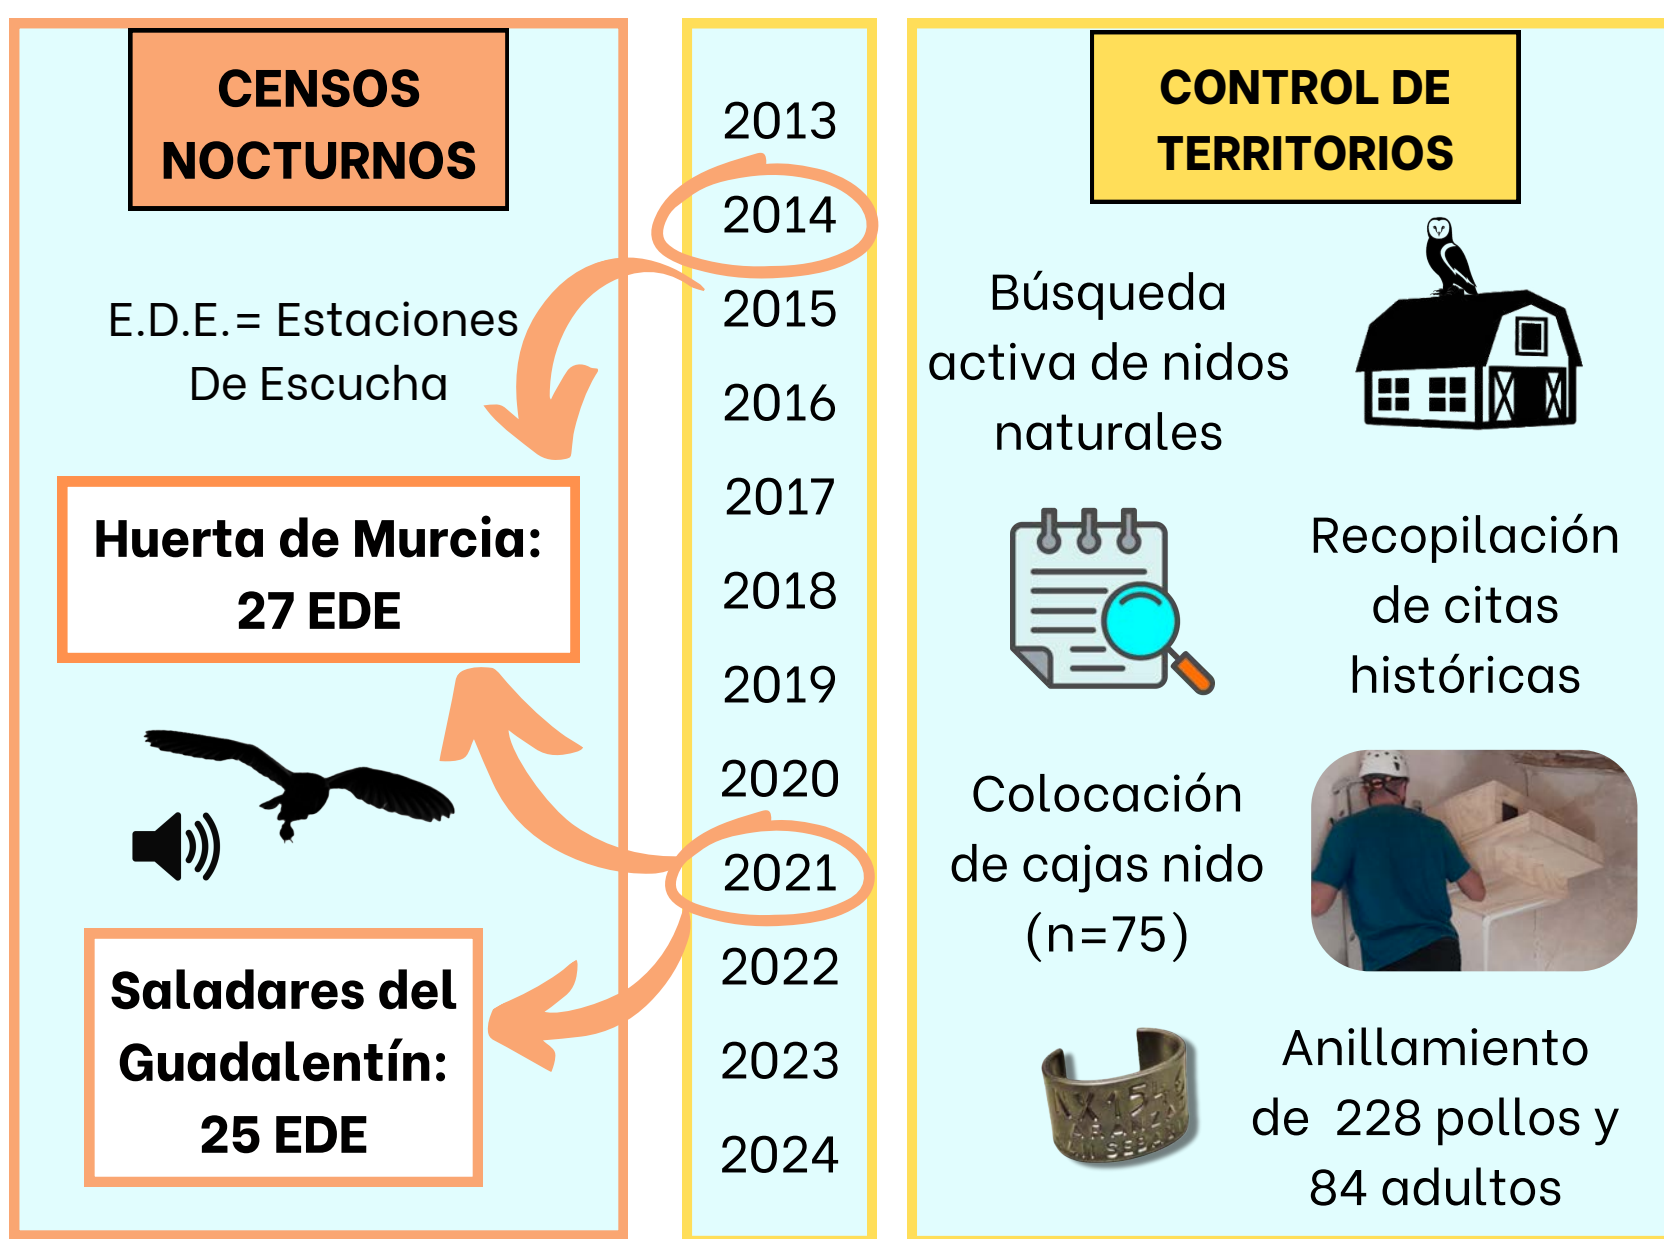 CENSOS
NOCTURNOS
E.D.E.= Estaciones
De Escucha
Huerta de Murcia:
27 EDE
Saladares del
Guadalentín:
25 EDE
2013
2014
2015
2016
2017
2018
2019
2020
2021
2022
2023
2024
CONTROL DE
TERRITORIOS
Búsqueda
activa de nidos
naturales
Recopilación
de citas
históricas
Colocación
de cajas nido
(n=75)
Anillamiento
de 228 pollos y
84 adultos